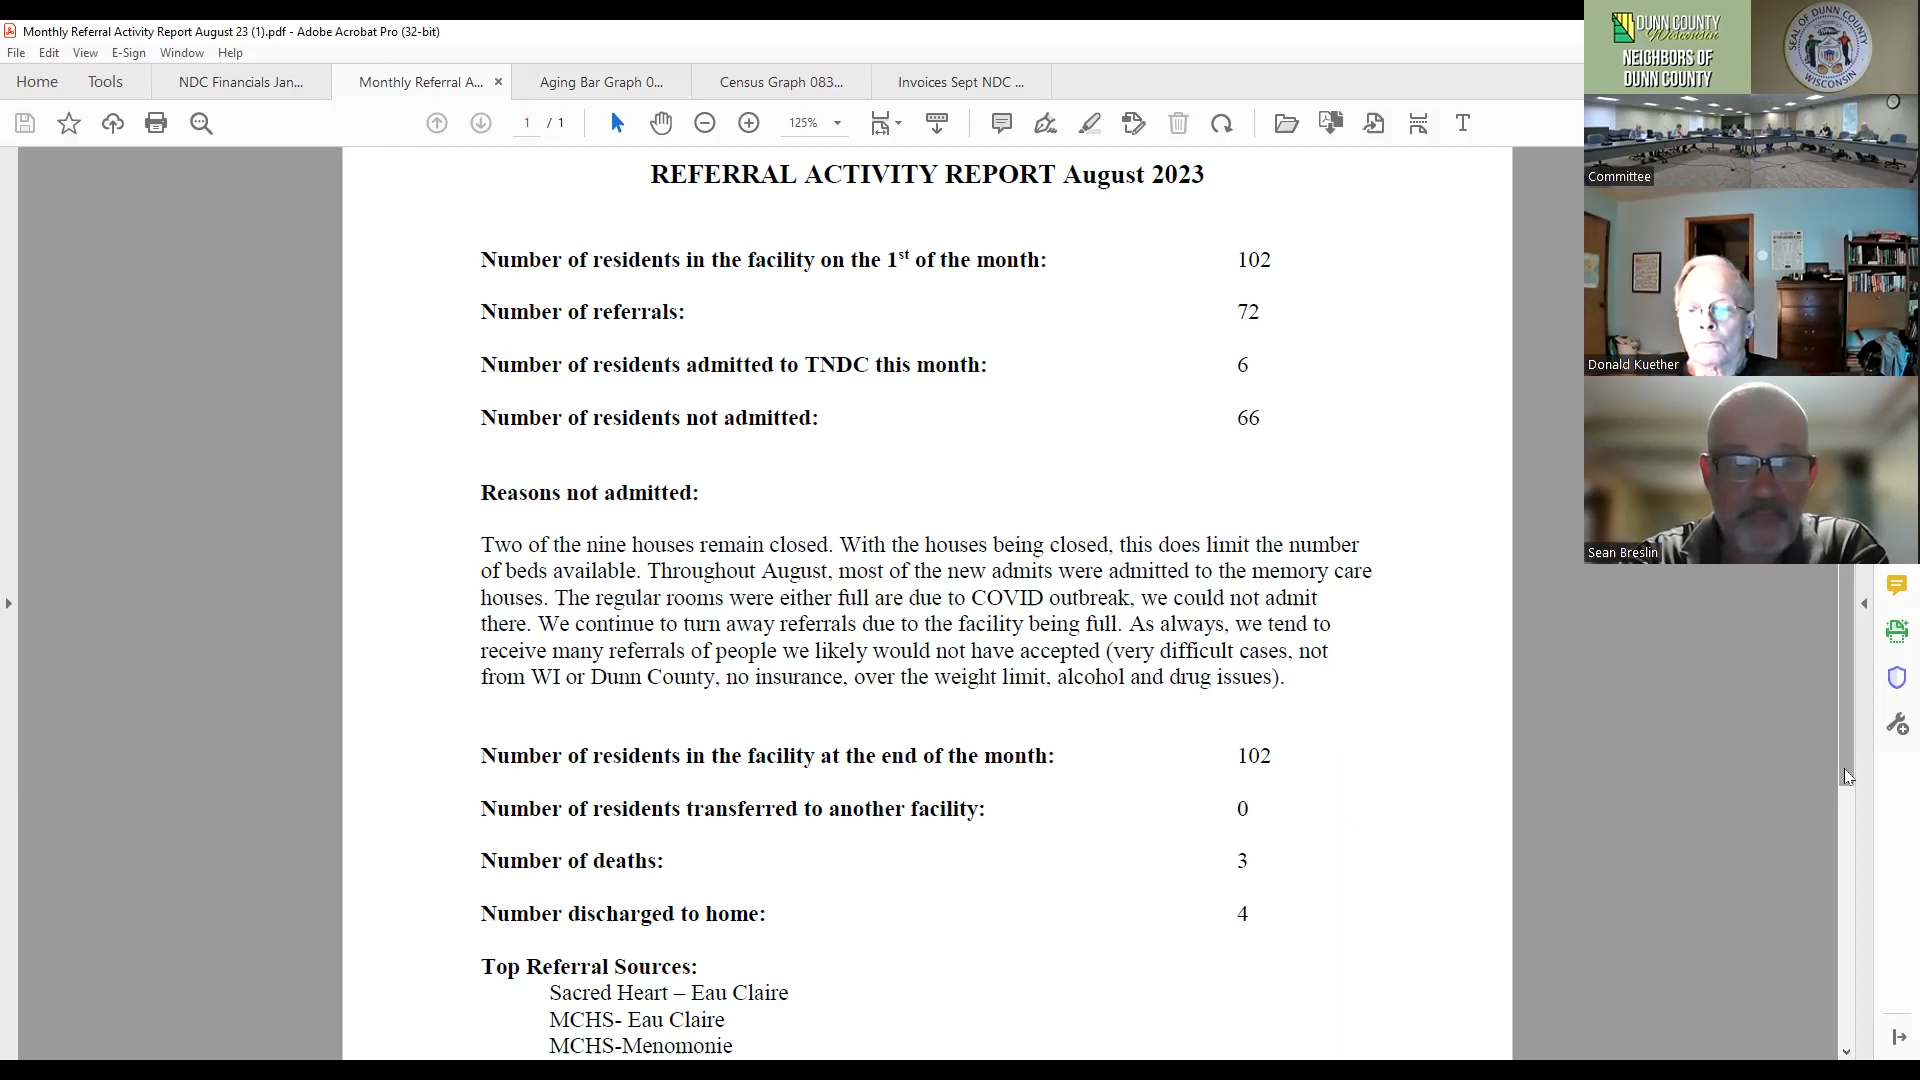 Monthly Referral Activity Report August 23 (1).pdf - Adobe Acrobat Pro (32-bit)
File Edit View E-Sign Window Help
Home Tools NDC Financials Jan... Monthly Referral A... × Aging Bar Graph 0... Census Graph 083... Invoices Sept NDC ...
1 / 1 125%
REFERRAL ACTIVITY REPORT August 2023
Number of residents in the facility on the 1st of the month: 102
Number of referrals: 72
Number of residents admitted to TNDC this month: 6
Number of residents not admitted: 66
Reasons not admitted:
Two of the nine houses remain closed. With the houses being closed, this does limit the number
of beds available. Throughout August, most of the new admits were admitted to the memory care
houses. The regular rooms were either full are due to COVID outbreak, we could not admit
there. We continue to turn away referrals due to the facility being full. As always, we tend to
receive many referrals of people we likely would not have accepted (very difficult cases, not
from WI or Dunn County, no insurance, over the weight limit, alcohol and drug issues).
Number of residents in the facility at the end of the month: 102
Number of residents transferred to another facility: 0
Number of deaths: 3
Number discharged to home: 4
Top Referral Sources:
Sacred Heart – Eau Claire
MCHS- Eau Claire
MCHS-Menomonie
DUNN COUNTY
Wisconsin
NEIGHBORS OF
DUNN COUNTY
SEAL OF DUNN COUNTY
WISCONSIN
Committee
Donald Kuether
Sean Breslin